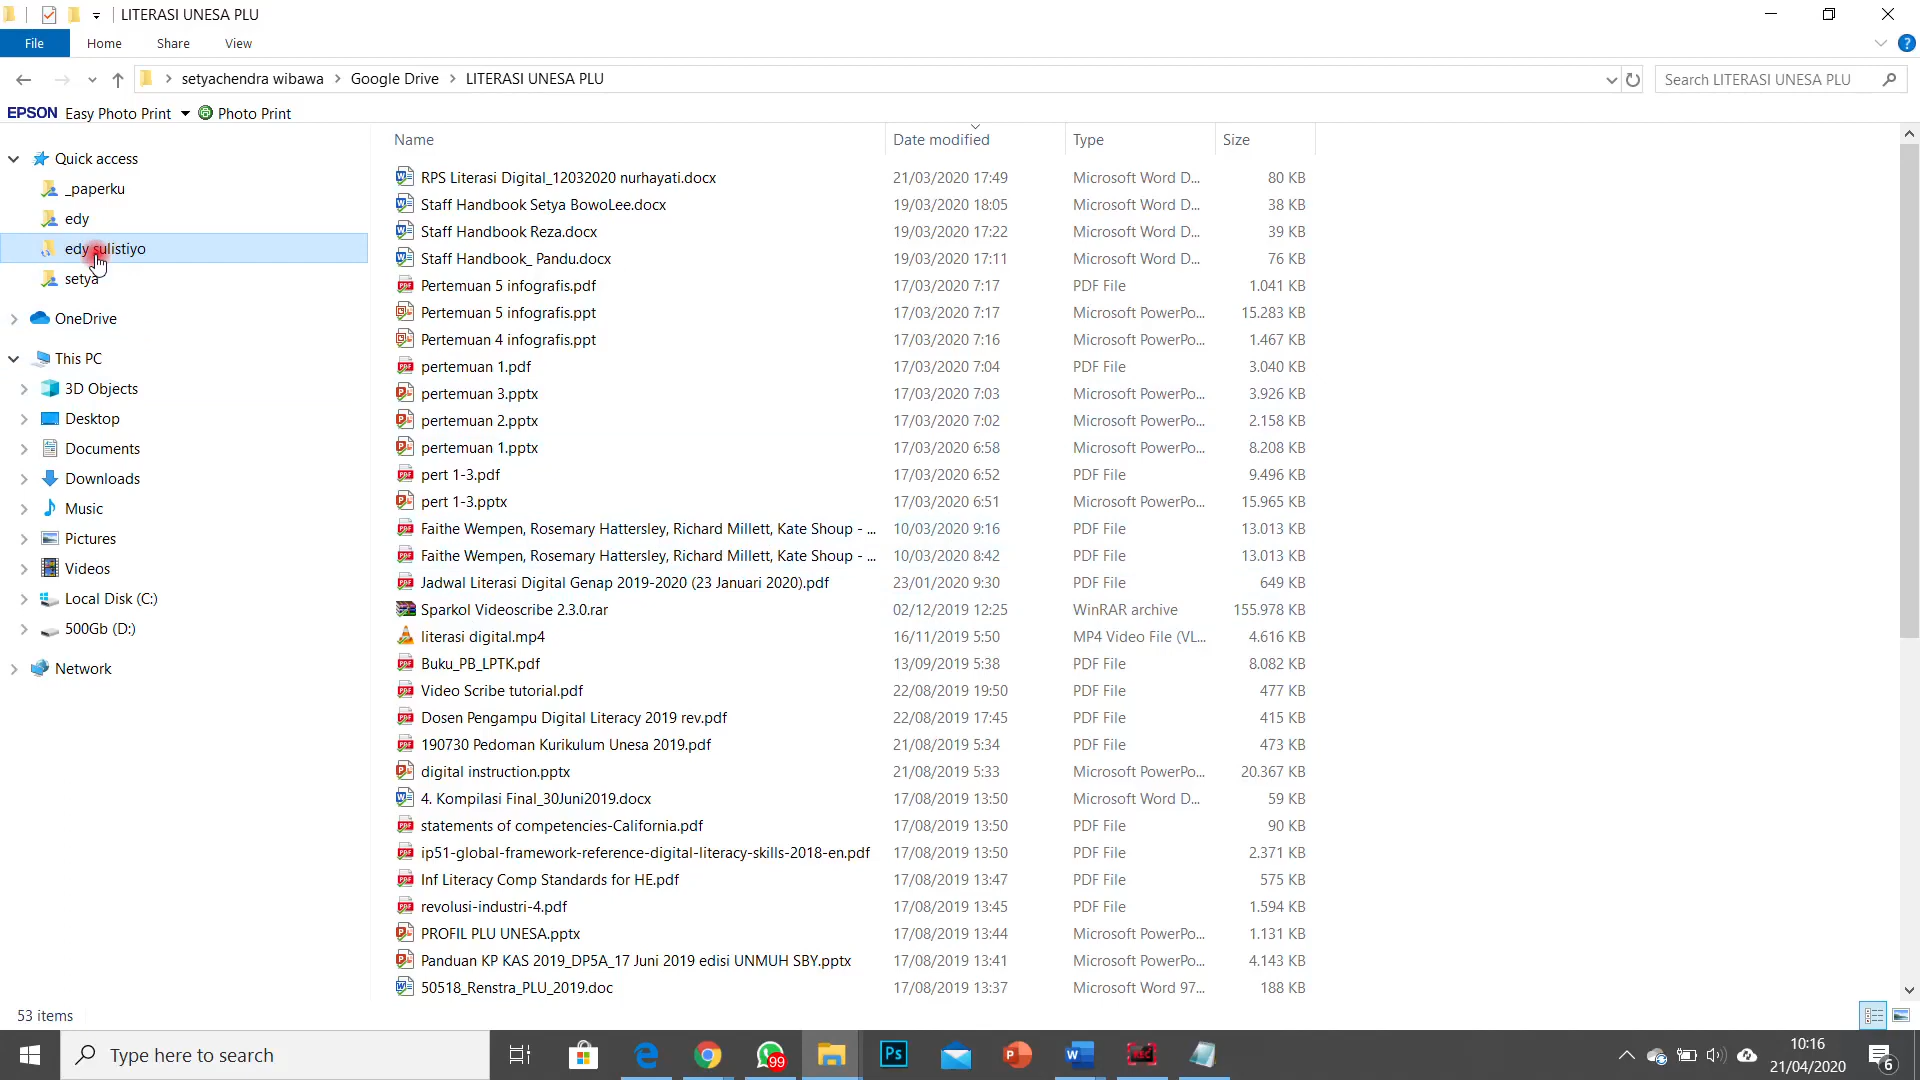 LITERASI UNESA PLU
File Home Share View
setyachendra wibawa Google Drive LITERASI UNESA PLU Search LITERASI UNESA PLU
EPSON Easy Photo Print Photo Print
Quick access
_paperku
edy
edy sulistiyo
setya
OneDrive
This PC
3D Objects
Desktop
Documents
Downloads
Music
Pictures
Videos
Local Disk (C:)
500Gb (D:)
Network
Name Date modified Type Size
RPS Literasi Digital_12032020 nurhayati.docx 21/03/2020 17:49 Microsoft Word D... 80 KB
Staff Handbook Setya BowoLee.docx 19/03/2020 18:05 Microsoft Word D... 38 KB
Staff Handbook Reza.docx 19/03/2020 17:22 Microsoft Word D... 39 KB
Staff Handbook_ Pandu.docx 19/03/2020 17:11 Microsoft Word D... 76 KB
Pertemuan 5 infografis.pdf 17/03/2020 7:17 PDF File 1.041 KB
Pertemuan 5 infografis.ppt 17/03/2020 7:17 Microsoft PowerPo... 15.283 KB
Pertemuan 4 infografis.ppt 17/03/2020 7:16 Microsoft PowerPo... 1.467 KB
pertemuan 1.pdf 17/03/2020 7:04 PDF File 3.040 KB
pertemuan 3.pptx 17/03/2020 7:03 Microsoft PowerPo... 3.926 KB
pertemuan 2.pptx 17/03/2020 7:02 Microsoft PowerPo... 2.158 KB
pertemuan 1.pptx 17/03/2020 6:58 Microsoft PowerPo... 8.208 KB
pert 1-3.pdf 17/03/2020 6:52 PDF File 9.496 KB
pert 1-3.pptx 17/03/2020 6:51 Microsoft PowerPo... 15.965 KB
Faithe Wempen, Rosemary Hattersley, Richard Millett, Kate Shoup - ... 10/03/2020 9:16 PDF File 13.013 KB
Faithe Wempen, Rosemary Hattersley, Richard Millett, Kate Shoup - ... 10/03/2020 8:42 PDF File 13.013 KB
Jadwal Literasi Digital Genap 2019-2020 (23 Januari 2020).pdf 23/01/2020 9:30 PDF File 649 KB
Sparkol Videoscribe 2.3.0.rar 02/12/2019 12:25 WinRAR archive 155.978 KB
literasi digital.mp4 16/11/2019 5:50 MP4 Video File (VL... 4.616 KB
Buku_PB_LPTK.pdf 13/09/2019 5:38 PDF File 8.082 KB
Video Scribe tutorial.pdf 22/08/2019 19:50 PDF File 477 KB
Dosen Pengampu Digital Literacy 2019 rev.pdf 22/08/2019 17:45 PDF File 415 KB
190730 Pedoman Kurikulum Unesa 2019.pdf 21/08/2019 5:34 PDF File 473 KB
digital instruction.pptx 21/08/2019 5:33 Microsoft PowerPo... 20.367 KB
4. Kompilasi Final_30Juni2019.docx 17/08/2019 13:50 Microsoft Word D... 59 KB
statements of competencies-California.pdf 17/08/2019 13:50 PDF File 90 KB
ip51-global-framework-reference-digital-literacy-skills-2018-en.pdf 17/08/2019 13:50 PDF File 2.371 KB
Inf Literacy Comp Standards for HE.pdf 17/08/2019 13:47 PDF File 575 KB
revolusi-industri-4.pdf 17/08/2019 13:45 PDF File 1.594 KB
PROFIL PLU UNESA.pptx 17/08/2019 13:44 Microsoft PowerPo... 1.131 KB
Panduan KP KAS 2019_DP5A_17 Juni 2019 edisi UNMUH SBY.pptx 17/08/2019 13:41 Microsoft PowerPo... 4.143 KB
50518_Renstra_PLU_2019.doc 17/08/2019 13:37 Microsoft Word 97... 188 KB
53 items
Type here to search 99 Ps 10:16
21/04/2020 6